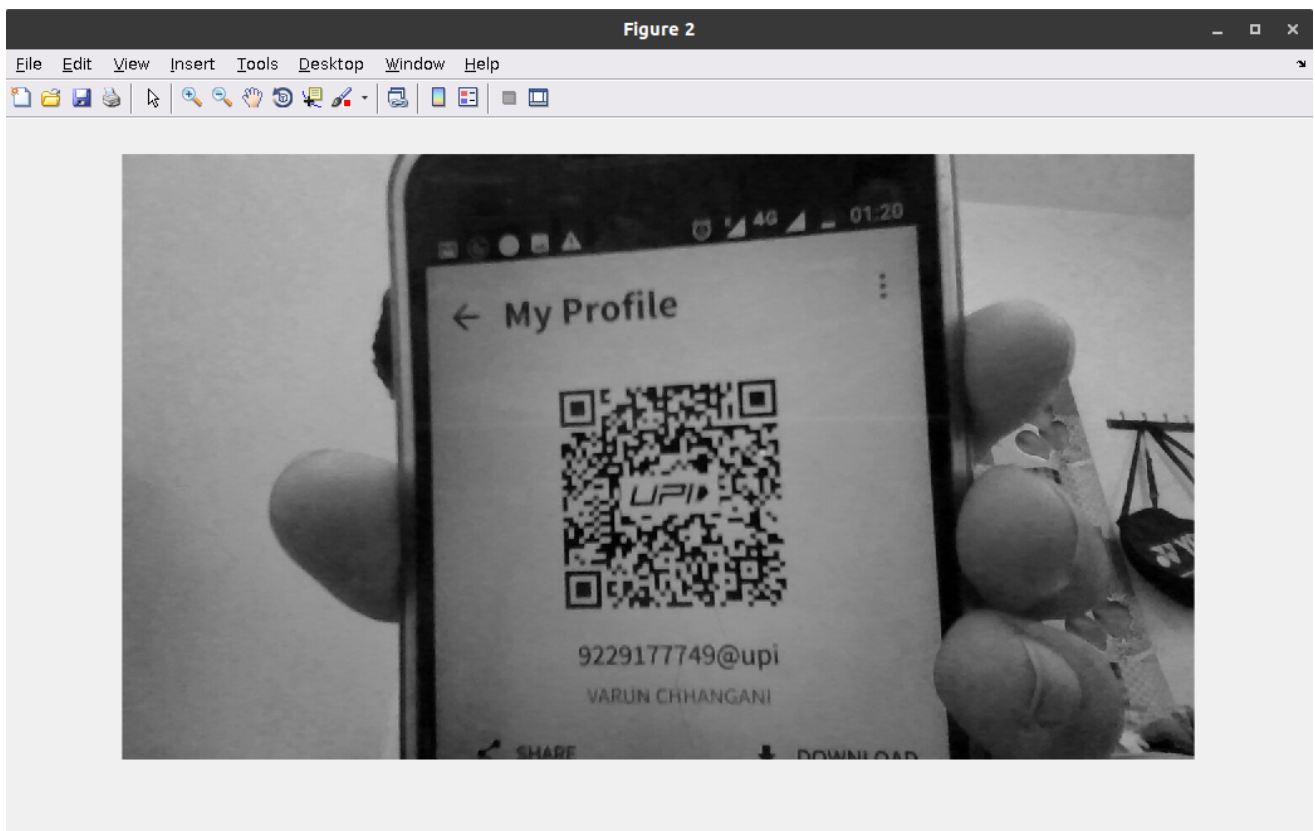 Figure 2
File Edit View Insert Tools Desktop Window Help
4G 01:20
My Profile
UPI
9229177749@upi
VARUN CHHANGANI
SHARE DOWNLOAD